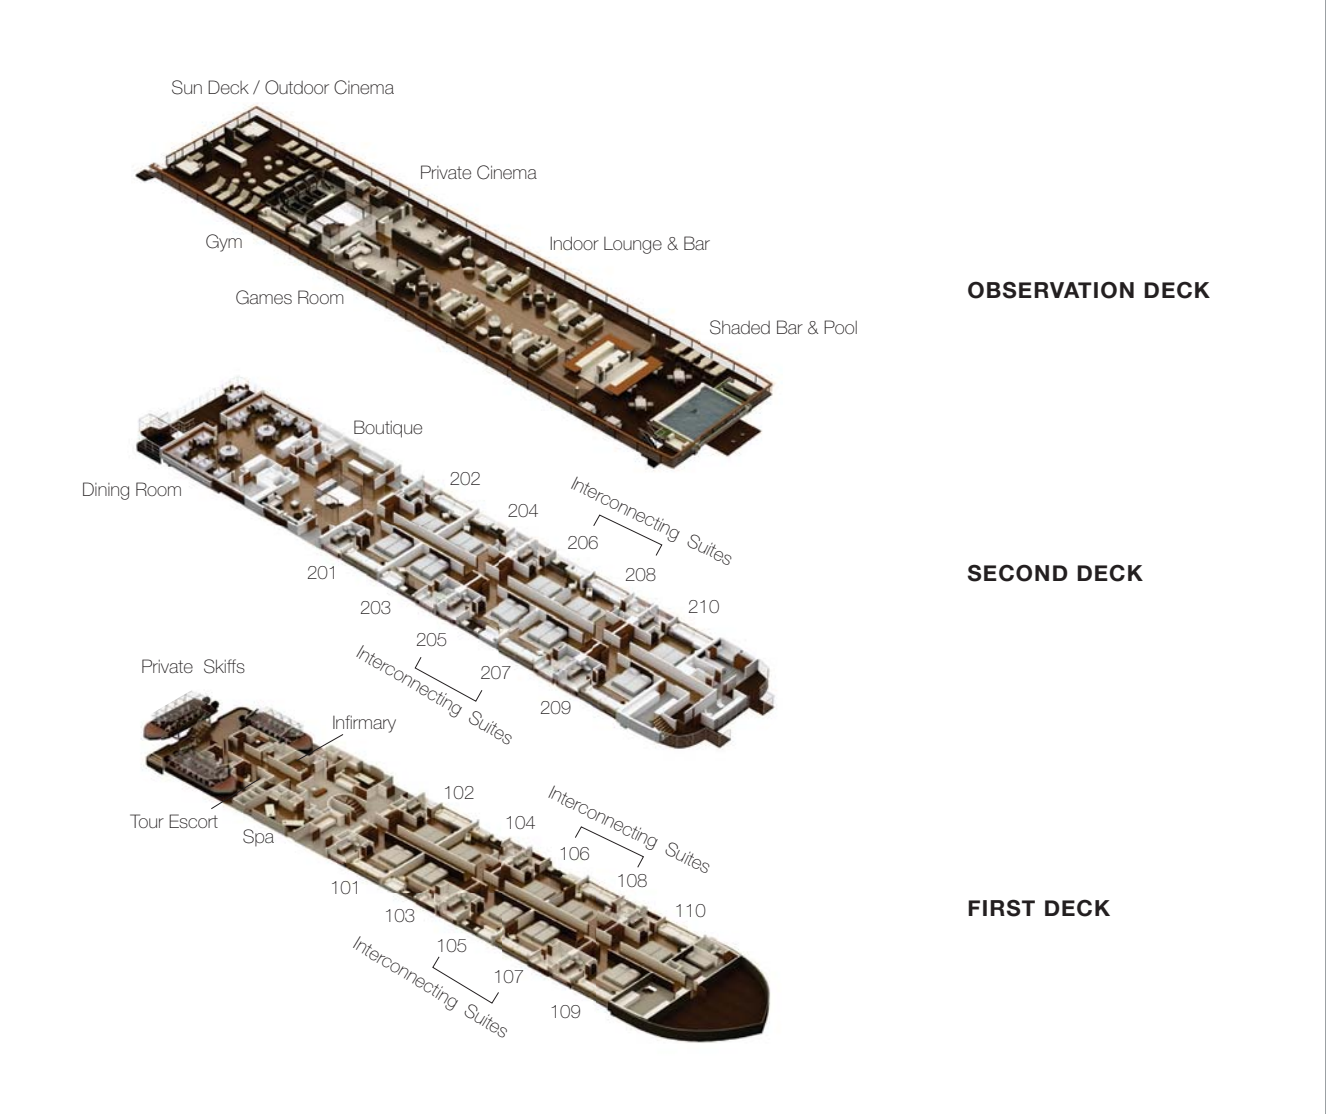 Sun Deck / Outdoor Cinema
Private Cinema
Gym
Indoor Lounge & Bar
Games Room
OBSERVATION DECK
Shaded Bar & Pool
Boutique
Dining Room
202
204
Interconnecting Suites
206
208
210
201
203
205
207
209
Interconnecting Suites
SECOND DECK
Private Skiffs
Infirmary
Tour Escort
Spa
102
104
Interconnecting Suites
106
108
110
101
103
105
107
109
Interconnecting Suites
FIRST DECK